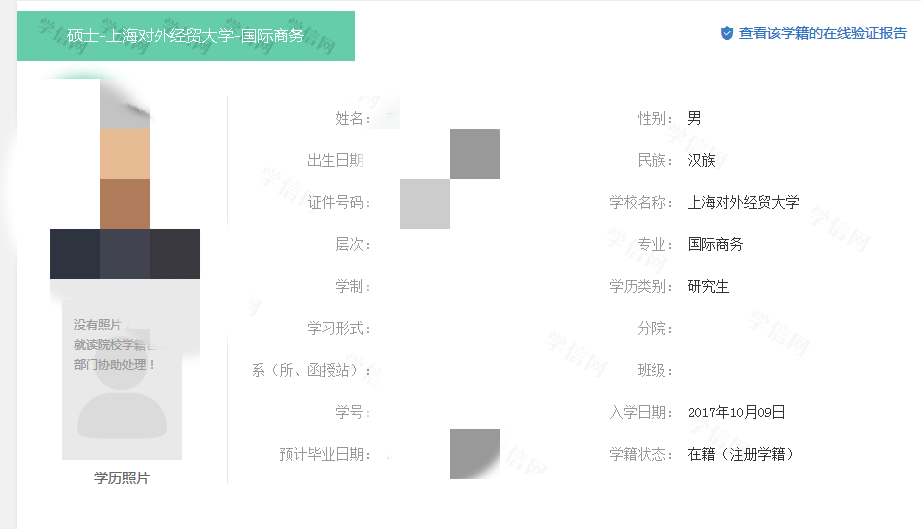 硕士-上海对外经贸大学-国际商务
查看该学籍的在线验证报告
姓名：
性别： 男
出生日期
民族： 汉族
证件号码：
学校名称： 上海对外经贸大学
层次：
专业： 国际商务
学制：
学历类别： 研究生
学习形式：
分院：
系（所、函授站）：
班级：
学号：
入学日期： 2017年10月09日
预计毕业日期：
学籍状态： 在籍（注册学籍）
没有照片
就读院校学籍
部门协助处理！
学历照片
学信网